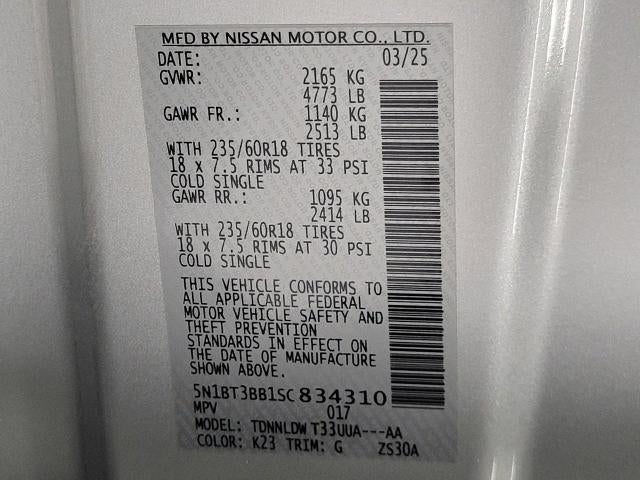 MFD BY NISSAN MOTOR CO., LTD.
DATE: 03/25
GVWR: 2165 KG
4773 LB
GAWR FR.: 1140 KG
2513 LB
WITH 235/60R18 TIRES
18 x 7.5 RIMS AT 33 PSI
COLD SINGLE
GAWR RR.: 1095 KG
2414 LB
WITH 235/60R18 TIRES
18 x 7.5 RIMS AT 30 PSI
COLD SINGLE
THIS VEHICLE CONFORMS TO
ALL APPLICABLE FEDERAL
MOTOR VEHICLE SAFETY AND
THEFT PREVENTION
STANDARDS IN EFFECT ON
THE DATE OF MANUFACTURE
SHOWN ABOVE.
5N1BT3BB1SC834310
MPV 017
MODEL: TDNNLDW T33UUA---AA
COLOR: K23 TRIM: G ZS30A